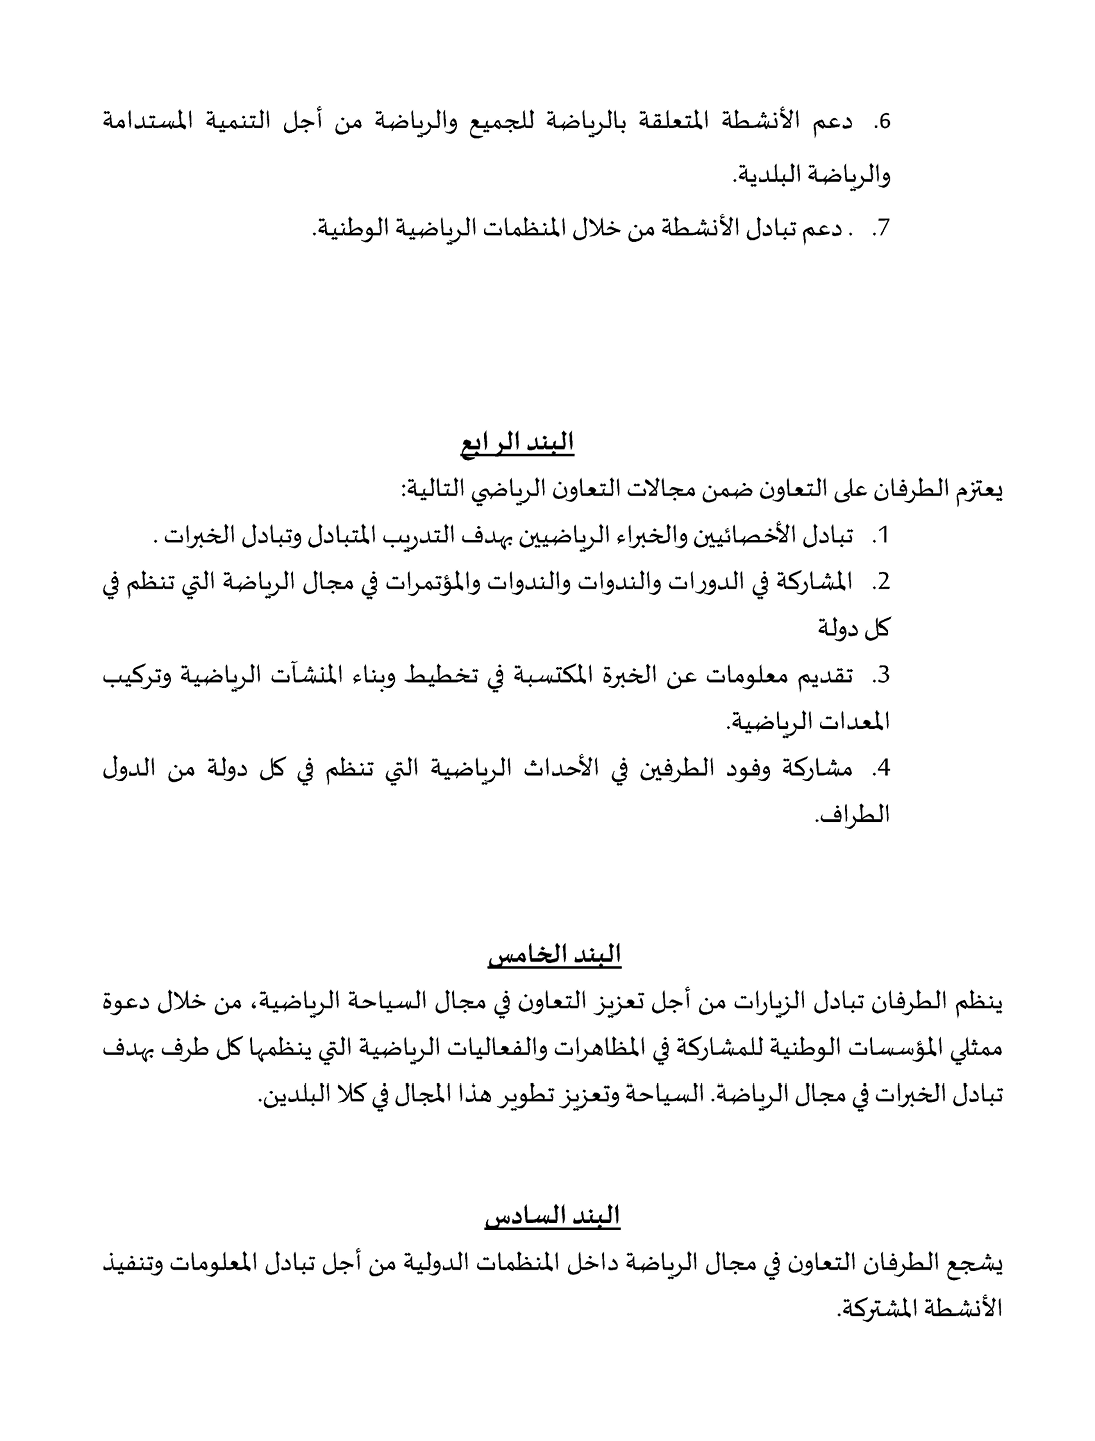 6. دعم الأنشطة المتعلقة بالرياضة للجميع والرياضة من أجل التنمية المستدامة
والرياضة البلدية.
7. . دعم تبادل الأنشطة من خلال المنظمات الرياضية الوطنية.
البند الرابع
يعتزم الطرفان على التعاون ضمن مجالات التعاون الرياضي التالية:
1. تبادل الأخصائيين والخبراء الرياضيين بهدف التدريب المتبادل وتبادل الخبرات .
2. المشاركة في الدورات والندوات والندوات والمؤتمرات في مجال الرياضة التي تنظم في
كل دولة
3. تقديم معلومات عن الخبرة المكتسبة في تخطيط وبناء المنشآت الرياضية وتركيب
المعدات الرياضية.
4. مشاركة وفود الطرفين في الأحداث الرياضية التي تنظم في كل دولة من الدول
الطراف.
البند الخامس
ينظم الطرفان تبادل الزيارات من أجل تعزيز التعاون في مجال السياحة الرياضية، من خلال دعوة
ممثلي المؤسسات الوطنية للمشاركة في المظاهرات والفعاليات الرياضية التي ينظمها كل طرف بهدف
تبادل الخبرات في مجال الرياضة. السياحة وتعزيز تطوير هذا المجال في كلا البلدين.
البند السادس
يشجع الطرفان التعاون في مجال الرياضة داخل المنظمات الدولية من أجل تبادل المعلومات وتنفيذ
الأنشطة المشتركة.